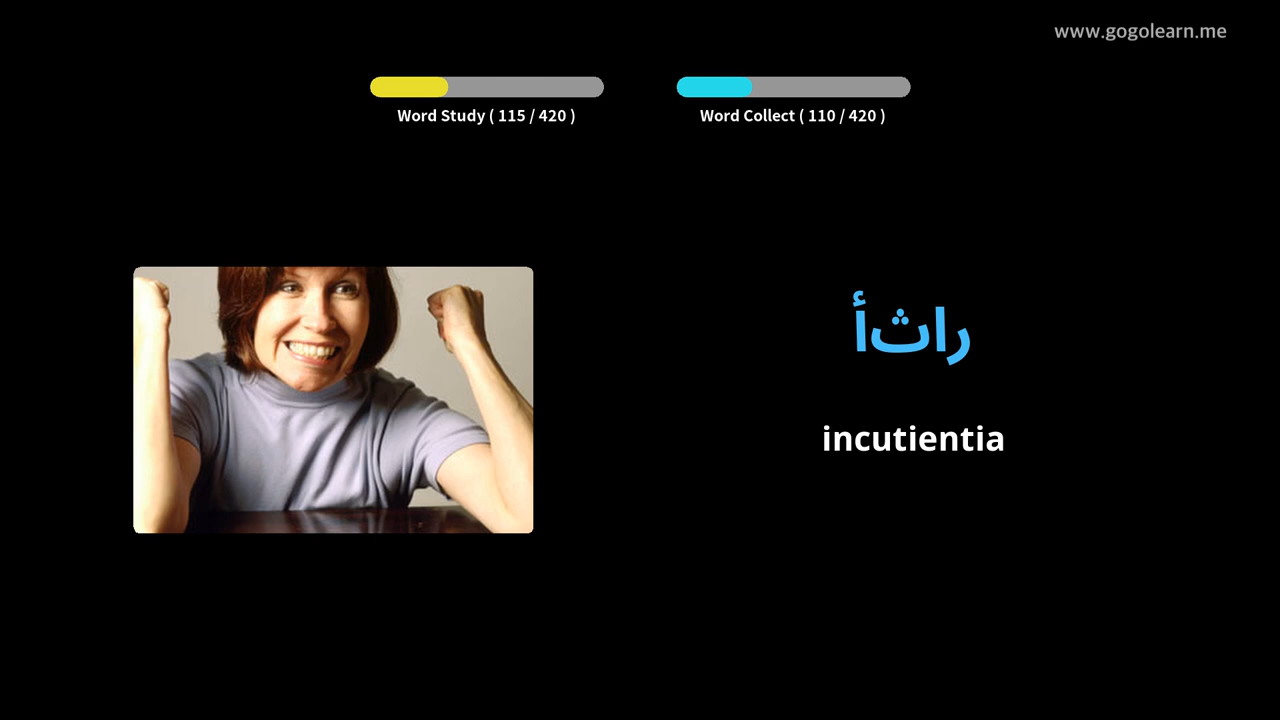 www.gogolearn.me
Word Study ( 115 / 420 )
Word Collect ( 110 / 420 )
راثأ
incutientia